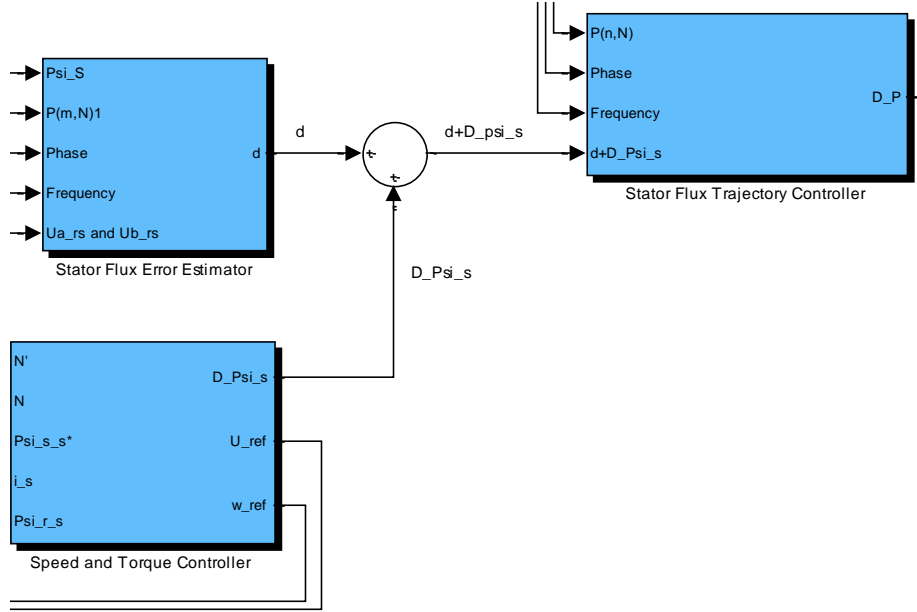 Psi_S
P(m,N)1
Phase
Frequency
Ua_rs and Ub_rs
d
Stator Flux Error Estimator
d
+
+
d+D_psi_s
D_Psi_s
P(n,N)
Phase
Frequency
d+D_Psi_s
D_P
Stator Flux Trajectory Controller
N'
N
Psi_s_s*
i_s
Psi_r_s
D_Psi_s
U_ref
w_ref
Speed and Torque Controller